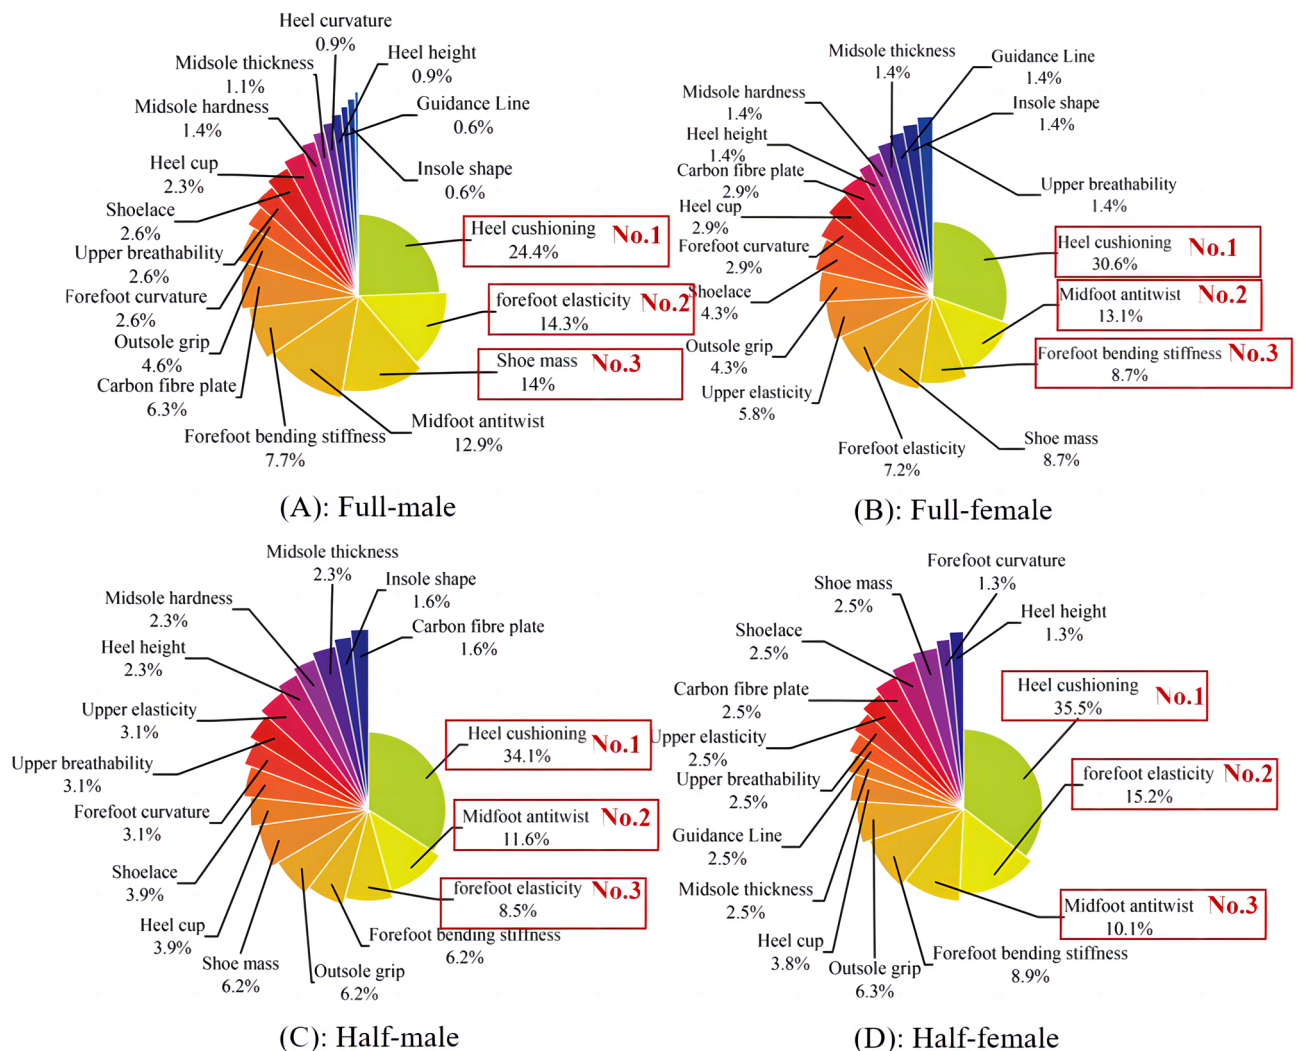 Heel curvature
0.9%
Heel height
0.9%
Midsole thickness
1.1%
Guidance Line
0.6%
Midsole hardness
1.4%
Heel cup
2.3%
Insole shape
0.6%
Shoelace
2.6%
Heel cushioning No.1
24.4%
Upper breathability
2.6%
Forefoot curvature
2.6%
forefoot elasticity No.2
14.3%
Outsole grip
4.6%
Shoe mass No.3
14%
Carbon fibre plate
6.3%
Midfoot antitwist
12.9%
Forefoot bending stiffness
7.7%
(A): Full-male
Midsole thickness
1.4%
Guidance Line
1.4%
Midsole hardness
1.4%
Insole shape
1.4%
Heel height
1.4%
Carbon fibre plate
2.9%
Upper breathability
1.4%
Heel cup
2.9%
Heel cushioning No.1
30.6%
Forefoot curvature
2.9%
Shoelace
4.3%
Midfoot antitwist No.2
13.1%
Outsole grip
4.3%
Forefoot bending stiffness No.3
8.7%
Upper elasticity
5.8%
Shoe mass
8.7%
Forefoot elasticity
7.2%
(B): Full-female
Midsole thickness
2.3%
Insole shape
1.6%
Midsole hardness
2.3%
Carbon fibre plate
1.6%
Heel height
2.3%
Upper elasticity
3.1%
Heel cushioning No.1
34.1%
Upper breathability
3.1%
Forefoot curvature
3.1%
Midfoot antitwist No.2
11.6%
Shoelace
3.9%
forefoot elasticity No.3
8.5%
Heel cup
3.9%
Forefoot bending stiffness
6.2%
Shoe mass
6.2%
Outsole grip
6.2%
(C): Half-male
Forefoot curvature
1.3%
Shoe mass
2.5%
Heel height
1.3%
Shoelace
2.5%
Heel cushioning No.1
35.5%
Carbon fibre plate
2.5%
Upper elasticity
2.5%
forefoot elasticity No.2
15.2%
Upper breathability
2.5%
Guidance Line
2.5%
Midsole thickness
2.5%
Midfoot antitwist No.3
10.1%
Heel cup
3.8%
Forefoot bending stiffness
8.9%
Outsole grip
6.3%
(D): Half-female